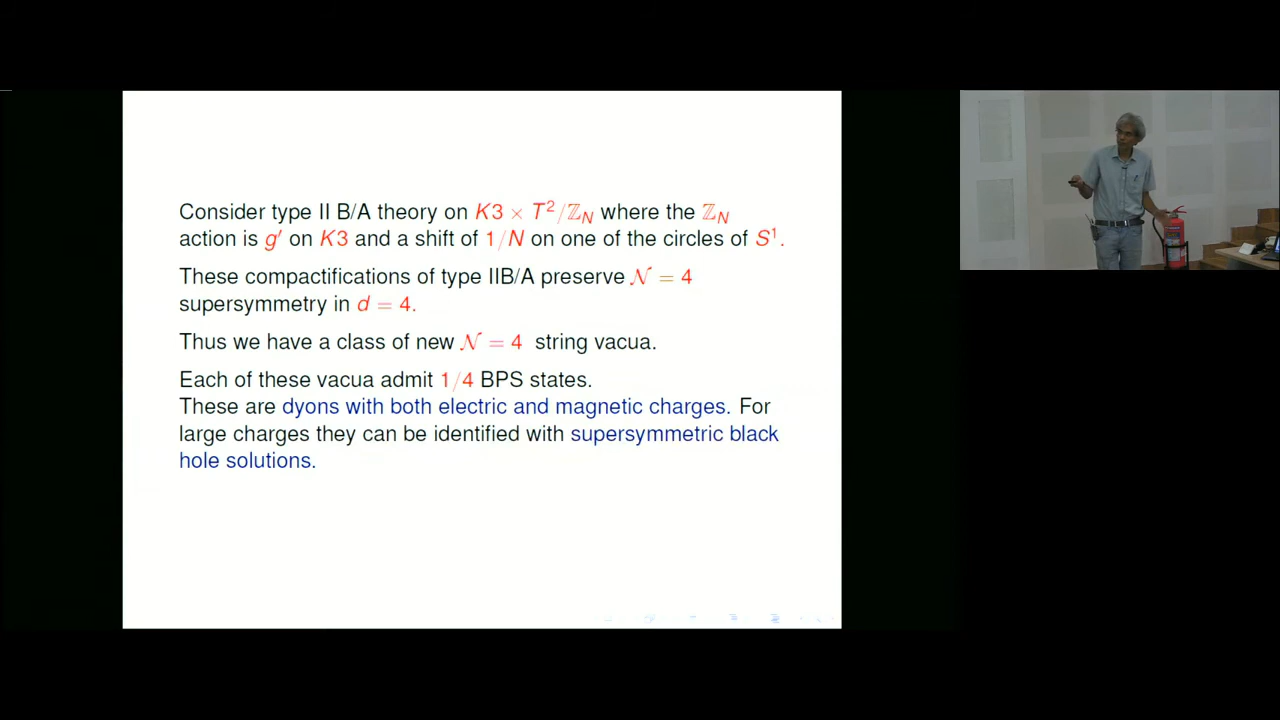 Consider type II B/A theory on K3 × T²/ℤ_N where the ℤ_N
action is g′ on K3 and a shift of 1/N on one of the circles of S¹.
These compactifications of type IIB/A preserve 𝒩 = 4
supersymmetry in d = 4.
Thus we have a class of new 𝒩 = 4 string vacua.
Each of these vacua admit 1/4 BPS states.
These are dyons with both electric and magnetic charges. For
large charges they can be identified with supersymmetric black
hole solutions.